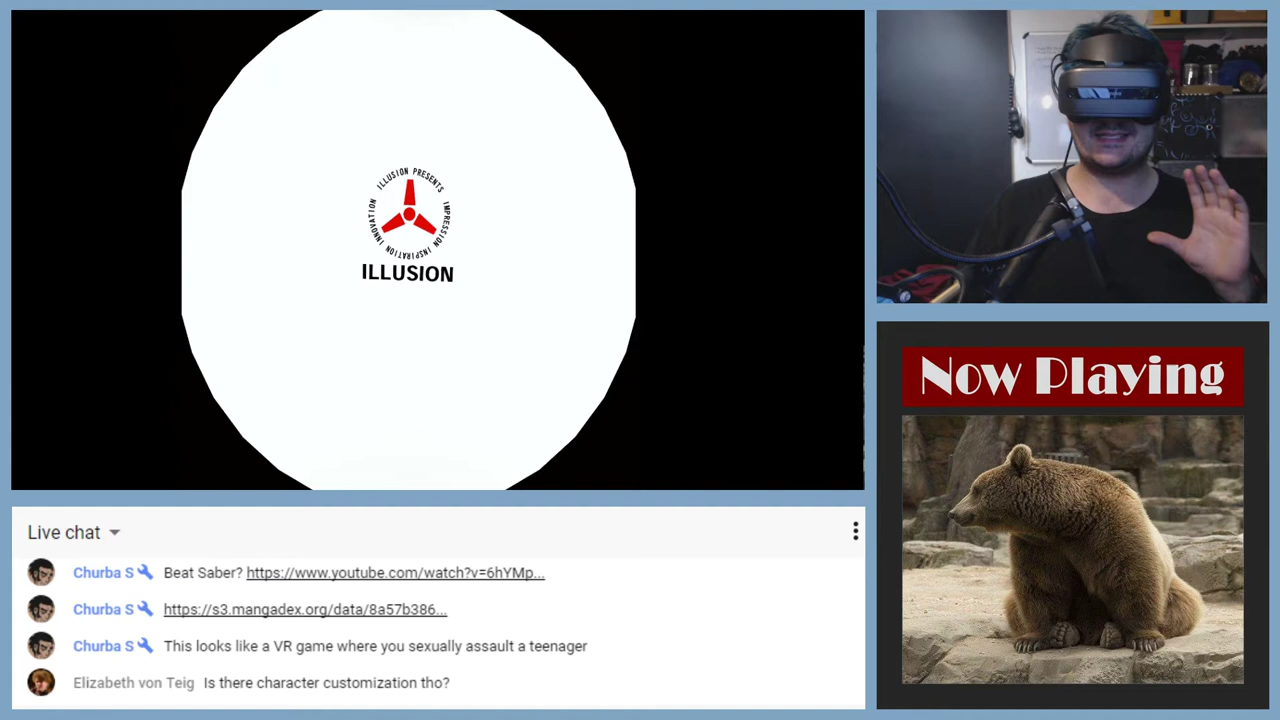 ILLUSION PRESENTS IMPRESSION INSPIRATION INNOVATION
ILLUSION
Now Playing
Live chat
Churba S Beat Saber? https://www.youtube.com/watch?v=6hYMp...
Churba S https://s3.mangadex.org/data/8a57b386...
Churba S This looks like a VR game where you sexually assault a teenager
Elizabeth von Teig Is there character customization tho?